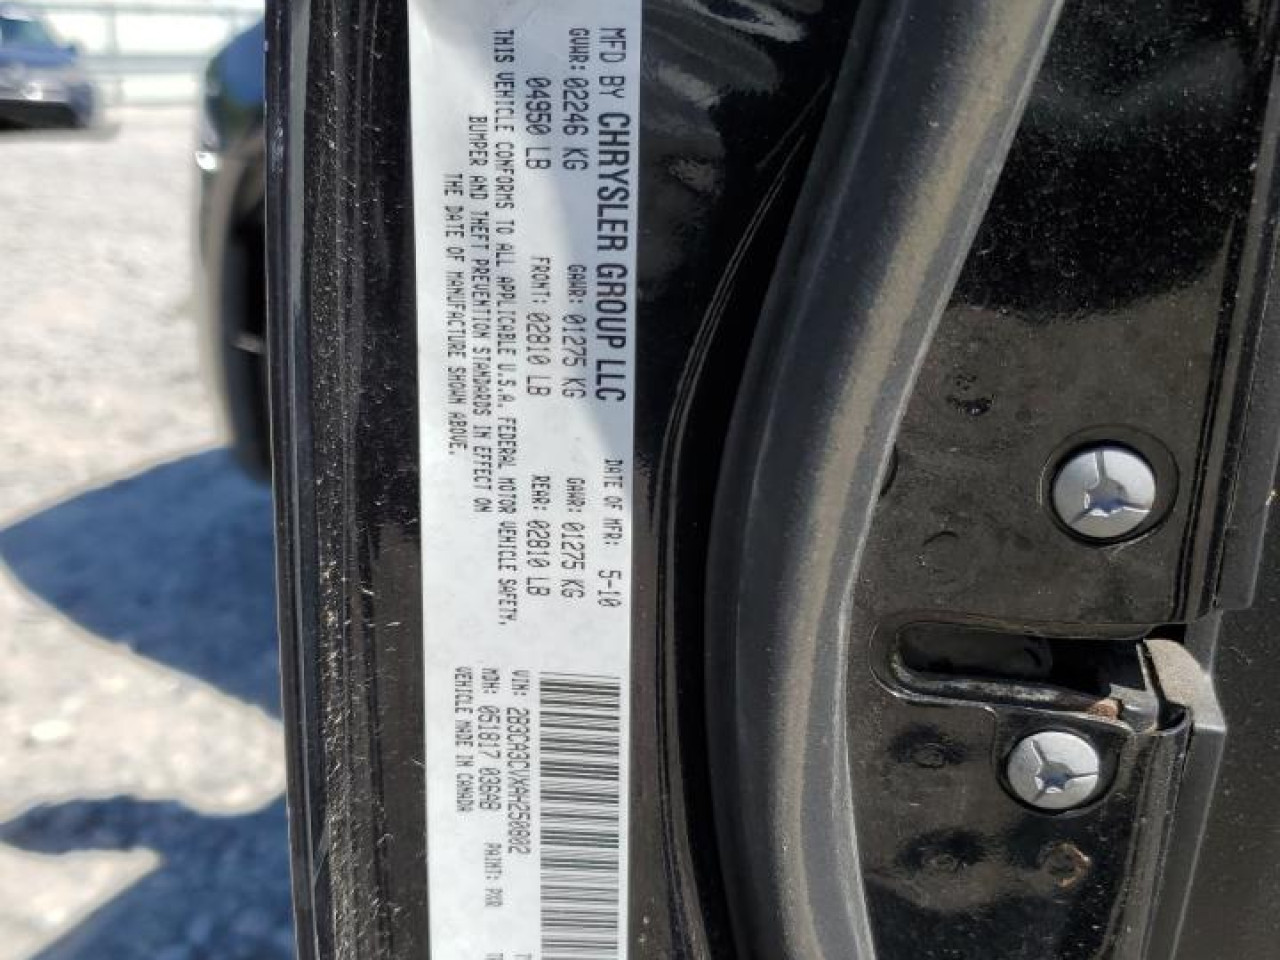 MFD BY CHRYSLER GROUP LLC
DATE OF MFR: 5-10
GVWR: 02246 KG
GAWR: 01275 KG
GAWR: 01275 KG
04950 LB
FRONT: 02810 LB
REAR: 02810 LB
THIS VEHICLE CONFORMS TO ALL APPLICABLE U.S.A. FEDERAL MOTOR VEHICLE SAFETY,
BUMPER AND THEFT PREVENTION STANDARDS IN EFFECT ON
THE DATE OF MANUFACTURE SHOWN ABOVE.
VIN: 2B3CA3CVXAH250802
MDH: 051817 036AB
PAINT: PXR
VEHICLE MADE IN CANADA